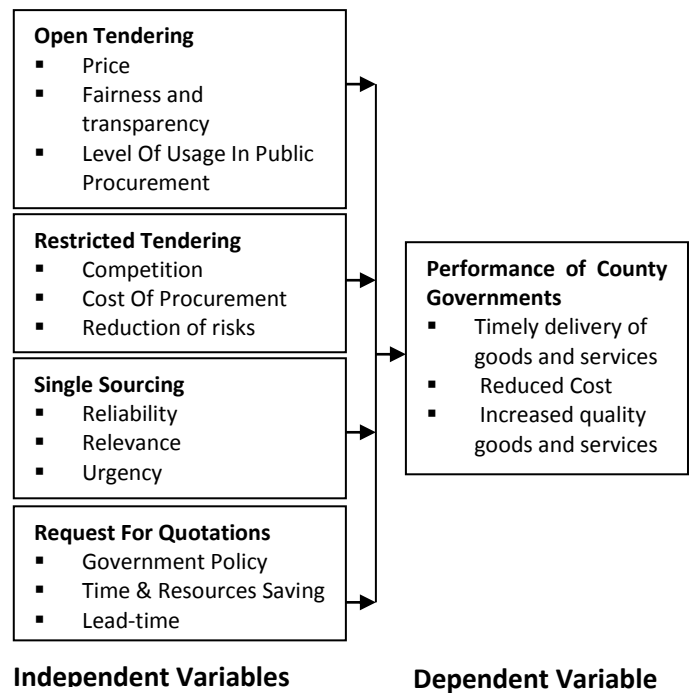 Open Tendering
▪ Price
▪ Fairness and
transparency
▪ Level Of Usage In Public
Procurement
Restricted Tendering
▪ Competition
▪ Cost Of Procurement
▪ Reduction of risks
Single Sourcing
▪ Reliability
▪ Relevance
▪ Urgency
Request For Quotations
▪ Government Policy
▪ Time & Resources Saving
▪ Lead-time
Performance of County
Governments
▪ Timely delivery of
goods and services
▪ Reduced Cost
▪ Increased quality
goods and services
Independent Variables
Dependent Variable